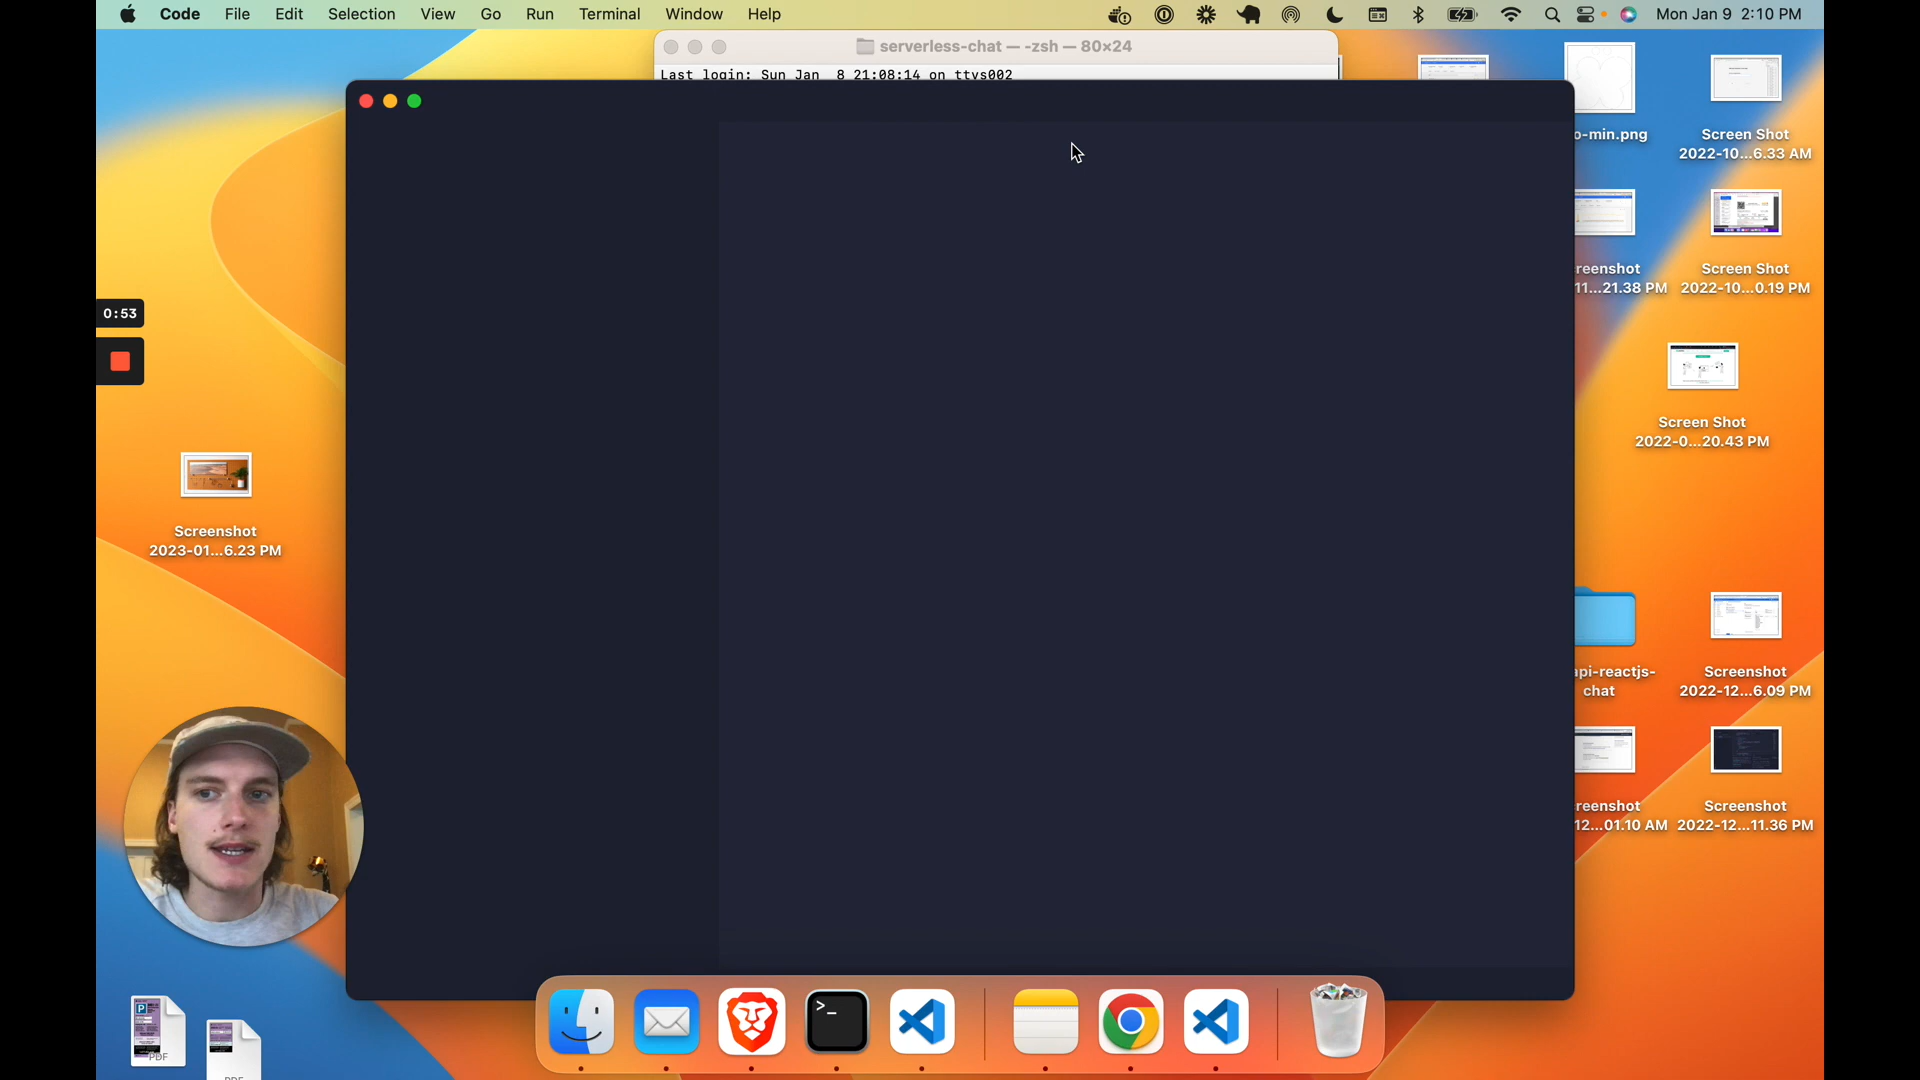 Code File Edit Selection View Go Run Terminal Window Help Mon Jan 9 2:10 PM
serverless-chat — -zsh — 80×24
Last login: Sun Jan 8 21:08:14 on ttys002
0:53
o-min.png
Screen Shot
2022-10...6.33 AM
reenshot
11...21.38 PM
Screen Shot
2022-10...0.19 PM
Screen Shot
2022-0...20.43 PM
Screenshot
2023-01...6.23 PM
api-reactjs-
chat
Screenshot
2022-12...6.09 PM
reenshot
12...01.10 AM
Screenshot
2022-12...11.36 PM
PDF
PDF
>_